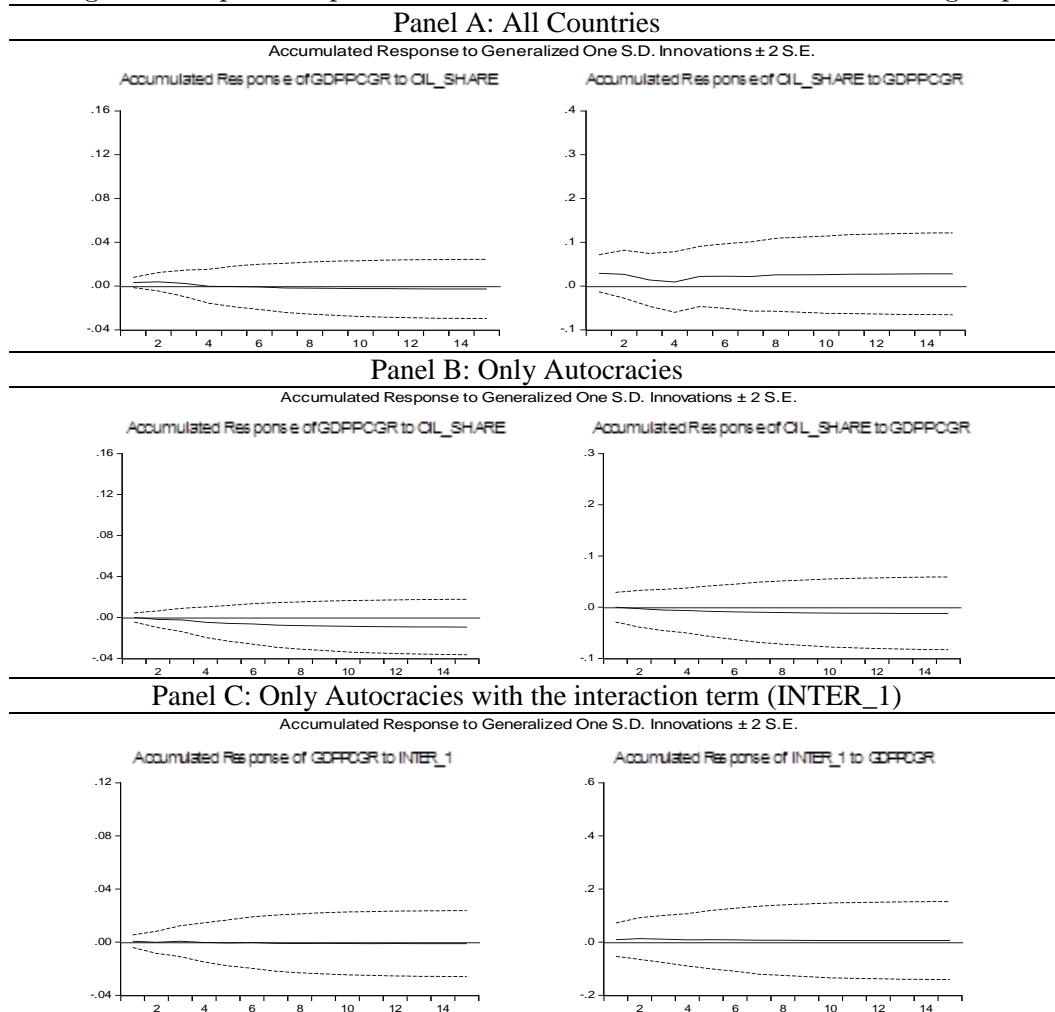 Panel A: All Countries
Accumulated Response to Generalized One S.D. Innovations ± 2 S.E.
Accumulated Response of GDPPCGR to OIL_SHARE
Accumulated Response of OIL_SHARE to GDPPCGR
.16
.12
.08
.04
.00
-.04
2 4 6 8 10 12 14
.4
.3
.2
.1
.0
-.1
2 4 6 8 10 12 14
Panel B: Only Autocracies
Accumulated Response to Generalized One S.D. Innovations ± 2 S.E.
Accumulated Response of GDPPCGR to OIL_SHARE
Accumulated Response of OIL_SHARE to GDPPCGR
.16
.12
.08
.04
.00
-.04
2 4 6 8 10 12 14
.3
.2
.1
.0
-.1
2 4 6 8 10 12 14
Panel C: Only Autocracies with the interaction term (INTER_1)
Accumulated Response to Generalized One S.D. Innovations ± 2 S.E.
Accumulated Response of GDPPCGR to INTER_1
Accumulated Response of INTER_1 to GDPPCGR
.12
.08
.04
.00
-.04
2 4 6 8 10 12 14
.6
.4
.2
.0
-.2
2 4 6 8 10 12 14